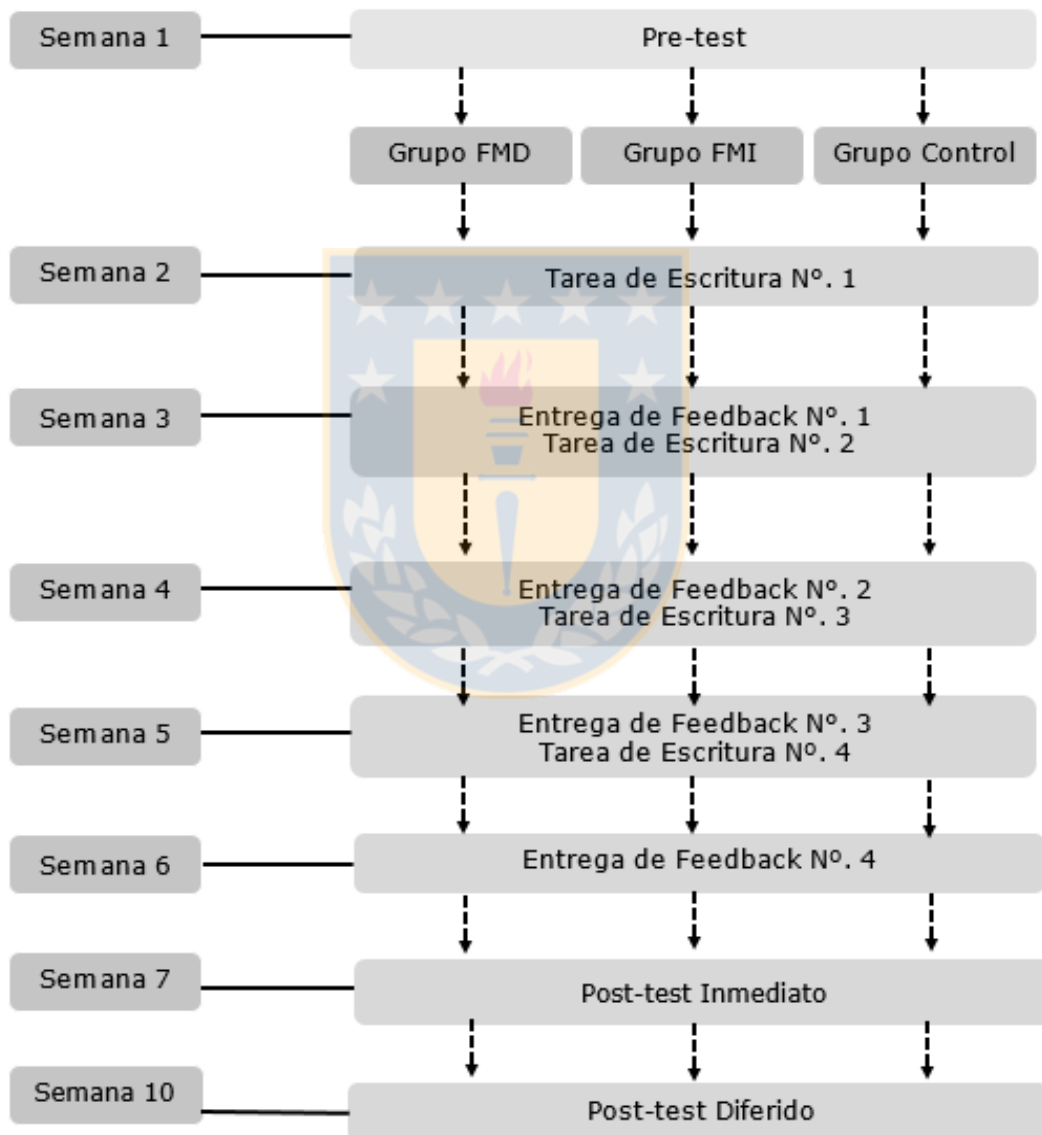 Semana 1
Pre-test
Grupo FMD
Grupo FMI
Grupo Control
Semana 2
Tarea de Escritura Nº. 1
Semana 3
Entrega de Feedback Nº. 1
Tarea de Escritura Nº. 2
Semana 4
Entrega de Feedback Nº. 2
Tarea de Escritura Nº. 3
Semana 5
Entrega de Feedback Nº. 3
Tarea de Escritura Nº. 4
Semana 6
Entrega de Feedback Nº. 4
Semana 7
Post-test Inmediato
Semana 10
Post-test Diferido